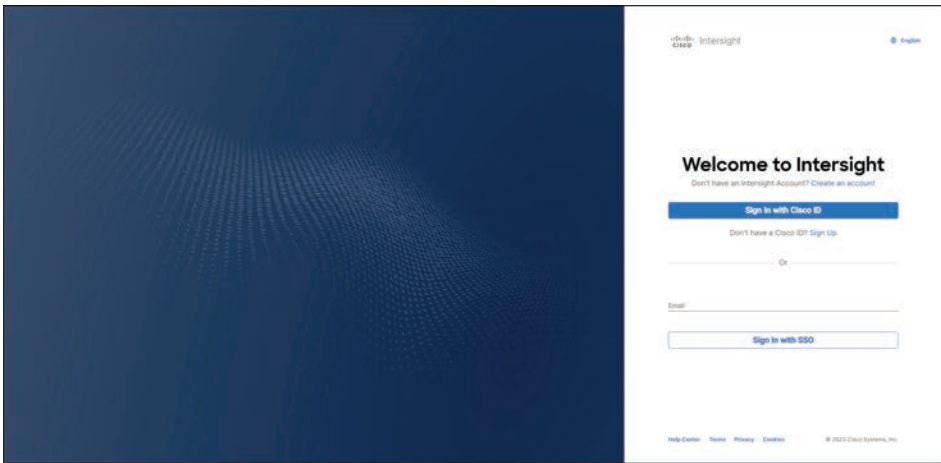 CISCO Intersight
English
Welcome to Intersight
Don't have an Intersight Account? Create an account
Sign In with Cisco ID
Don't have a Cisco ID? Sign Up
Or
Email
Sign In with SSO
Help Center Terms Privacy Cookies © 2023 Cisco Systems, Inc.